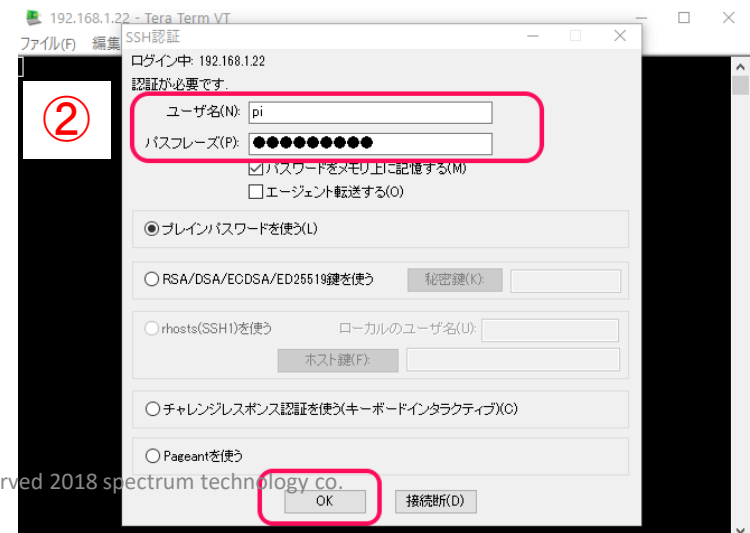 192.168.1.22 - Tera Term VT
ファイル(F) 編集
SSH認証
ログイン中: 192.168.1.22
認証が必要です.
②
ユーザ名(N): pi
パスフレーズ(P): ●●●●●●●●●
パスワードをメモリ上に記憶する(M)
エージェント転送する(O)
プレインパスワードを使う(L)
RSA/DSA/ECDSA/ED25519鍵を使う 秘密鍵(K):
rhosts(SSH1)を使う ローカルのユーザ名(U):
ホスト鍵(F):
チャレンジレスポンス認証を使う(キーボードインタラクティブ)(C)
Pageantを使う
rved 2018 spectrum technology co.
OK 接続断(D)